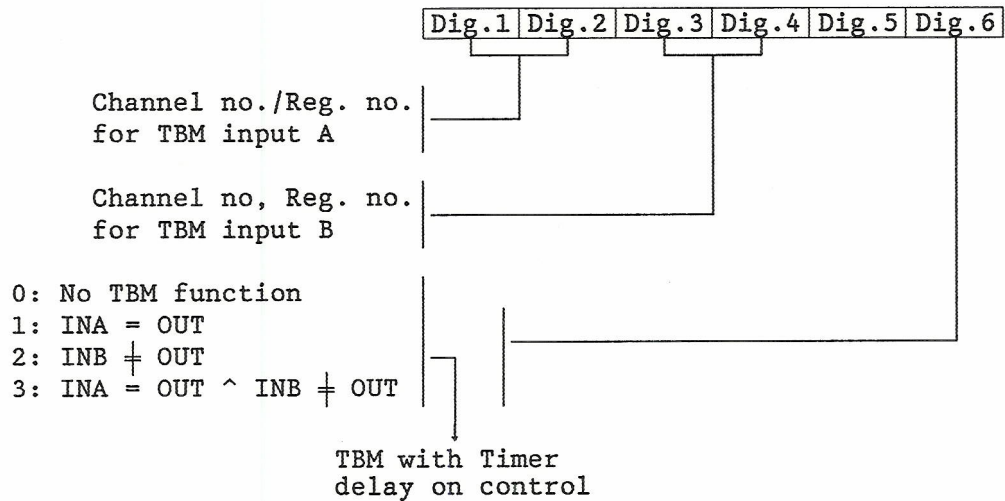 Dig.1 Dig.2 Dig.3 Dig.4 Dig.5 Dig.6
Channel no./Reg. no.
for TBM input A
Channel no, Reg. no.
for TBM input B
0: No TBM function
1: INA = OUT
2: INB ╪ OUT
3: INA = OUT ^ INB ╪ OUT
TBM with Timer
delay on control